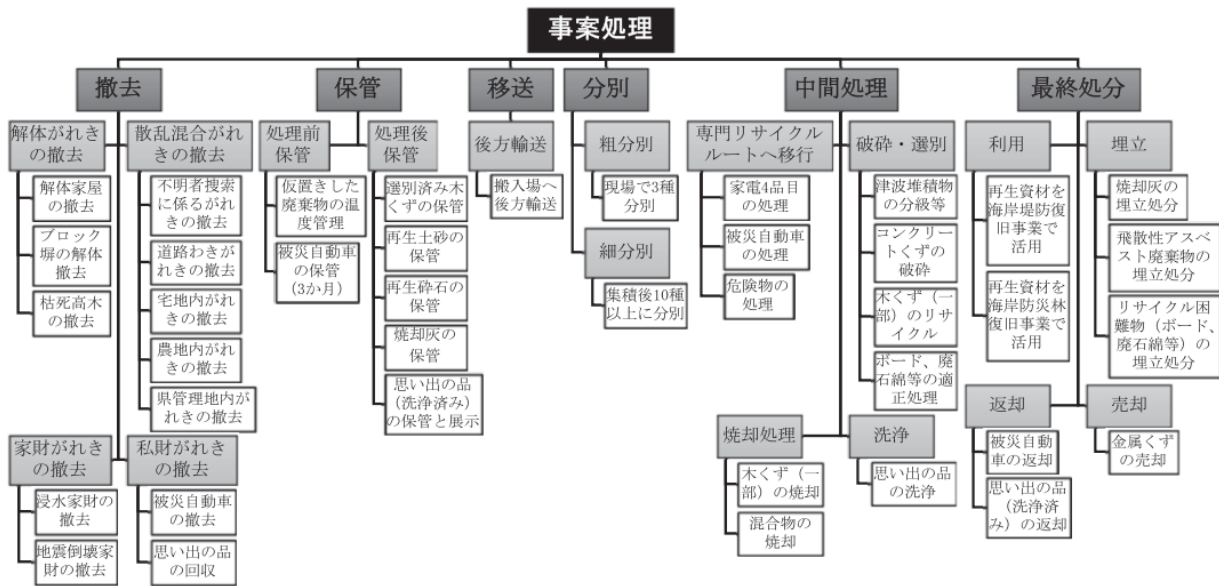 事案処理
撤去
解体がれき
の撤去
解体家屋
の撤去
ブロック
塀の解体
撤去
枯死高木
の撤去
散乱混合がれ
きの撤去
不明者捜索
に係るがれ
きの撤去
道路わきが
れきの撤去
宅地内がれ
きの撤去
農地内がれ
きの撤去
県管理地内が
れきの撤去
家財がれき
の撤去
浸水家財の
撤去
地震倒壊家
財の撤去
私財がれき
の撤去
被災自動車
の撤去
思い出の品
の回収
保管
処理前
保管
仮置きした
廃棄物の温
度管理
被災自動車
の保管
(3か月)
処理後
保管
選別済み木
くずの保管
再生土砂の
保管
再生砕石の
保管
焼却灰の
保管
思い出の品
(洗浄済み)
の保管と展示
移送
後方輸送
搬入場へ
後方輸送
分別
粗分別
現場で3種
分別
細分別
集積後10種
以上に分別
中間処理
専門リサイクル
ルートへ移行
家電4品目
の処理
被災自動車
の処理
危険物の
処理
破砕・選別
津波堆積物
の分級等
コンクリー
トくずの
破砕
木くず（一
部）のリサ
イクル
ボード、廃
石綿等の適
正処理
焼却処理
木くず（一
部）の焼却
混合物の
焼却
洗浄
思い出の品
の洗浄
最終処分
利用
再生資材を
海岸堤防復
旧事業で
活用
再生資材を
海岸防災林
復旧事業で
活用
埋立
焼却灰の
埋立処分
飛散性アスベ
スト廃棄物の
埋立処分
リサイクル困
難物（ボード、
廃石綿等）の
埋立処分
返却
被災自動
車の返却
思い出の品
(洗浄済
み）の返却
売却
金属くず
の売却